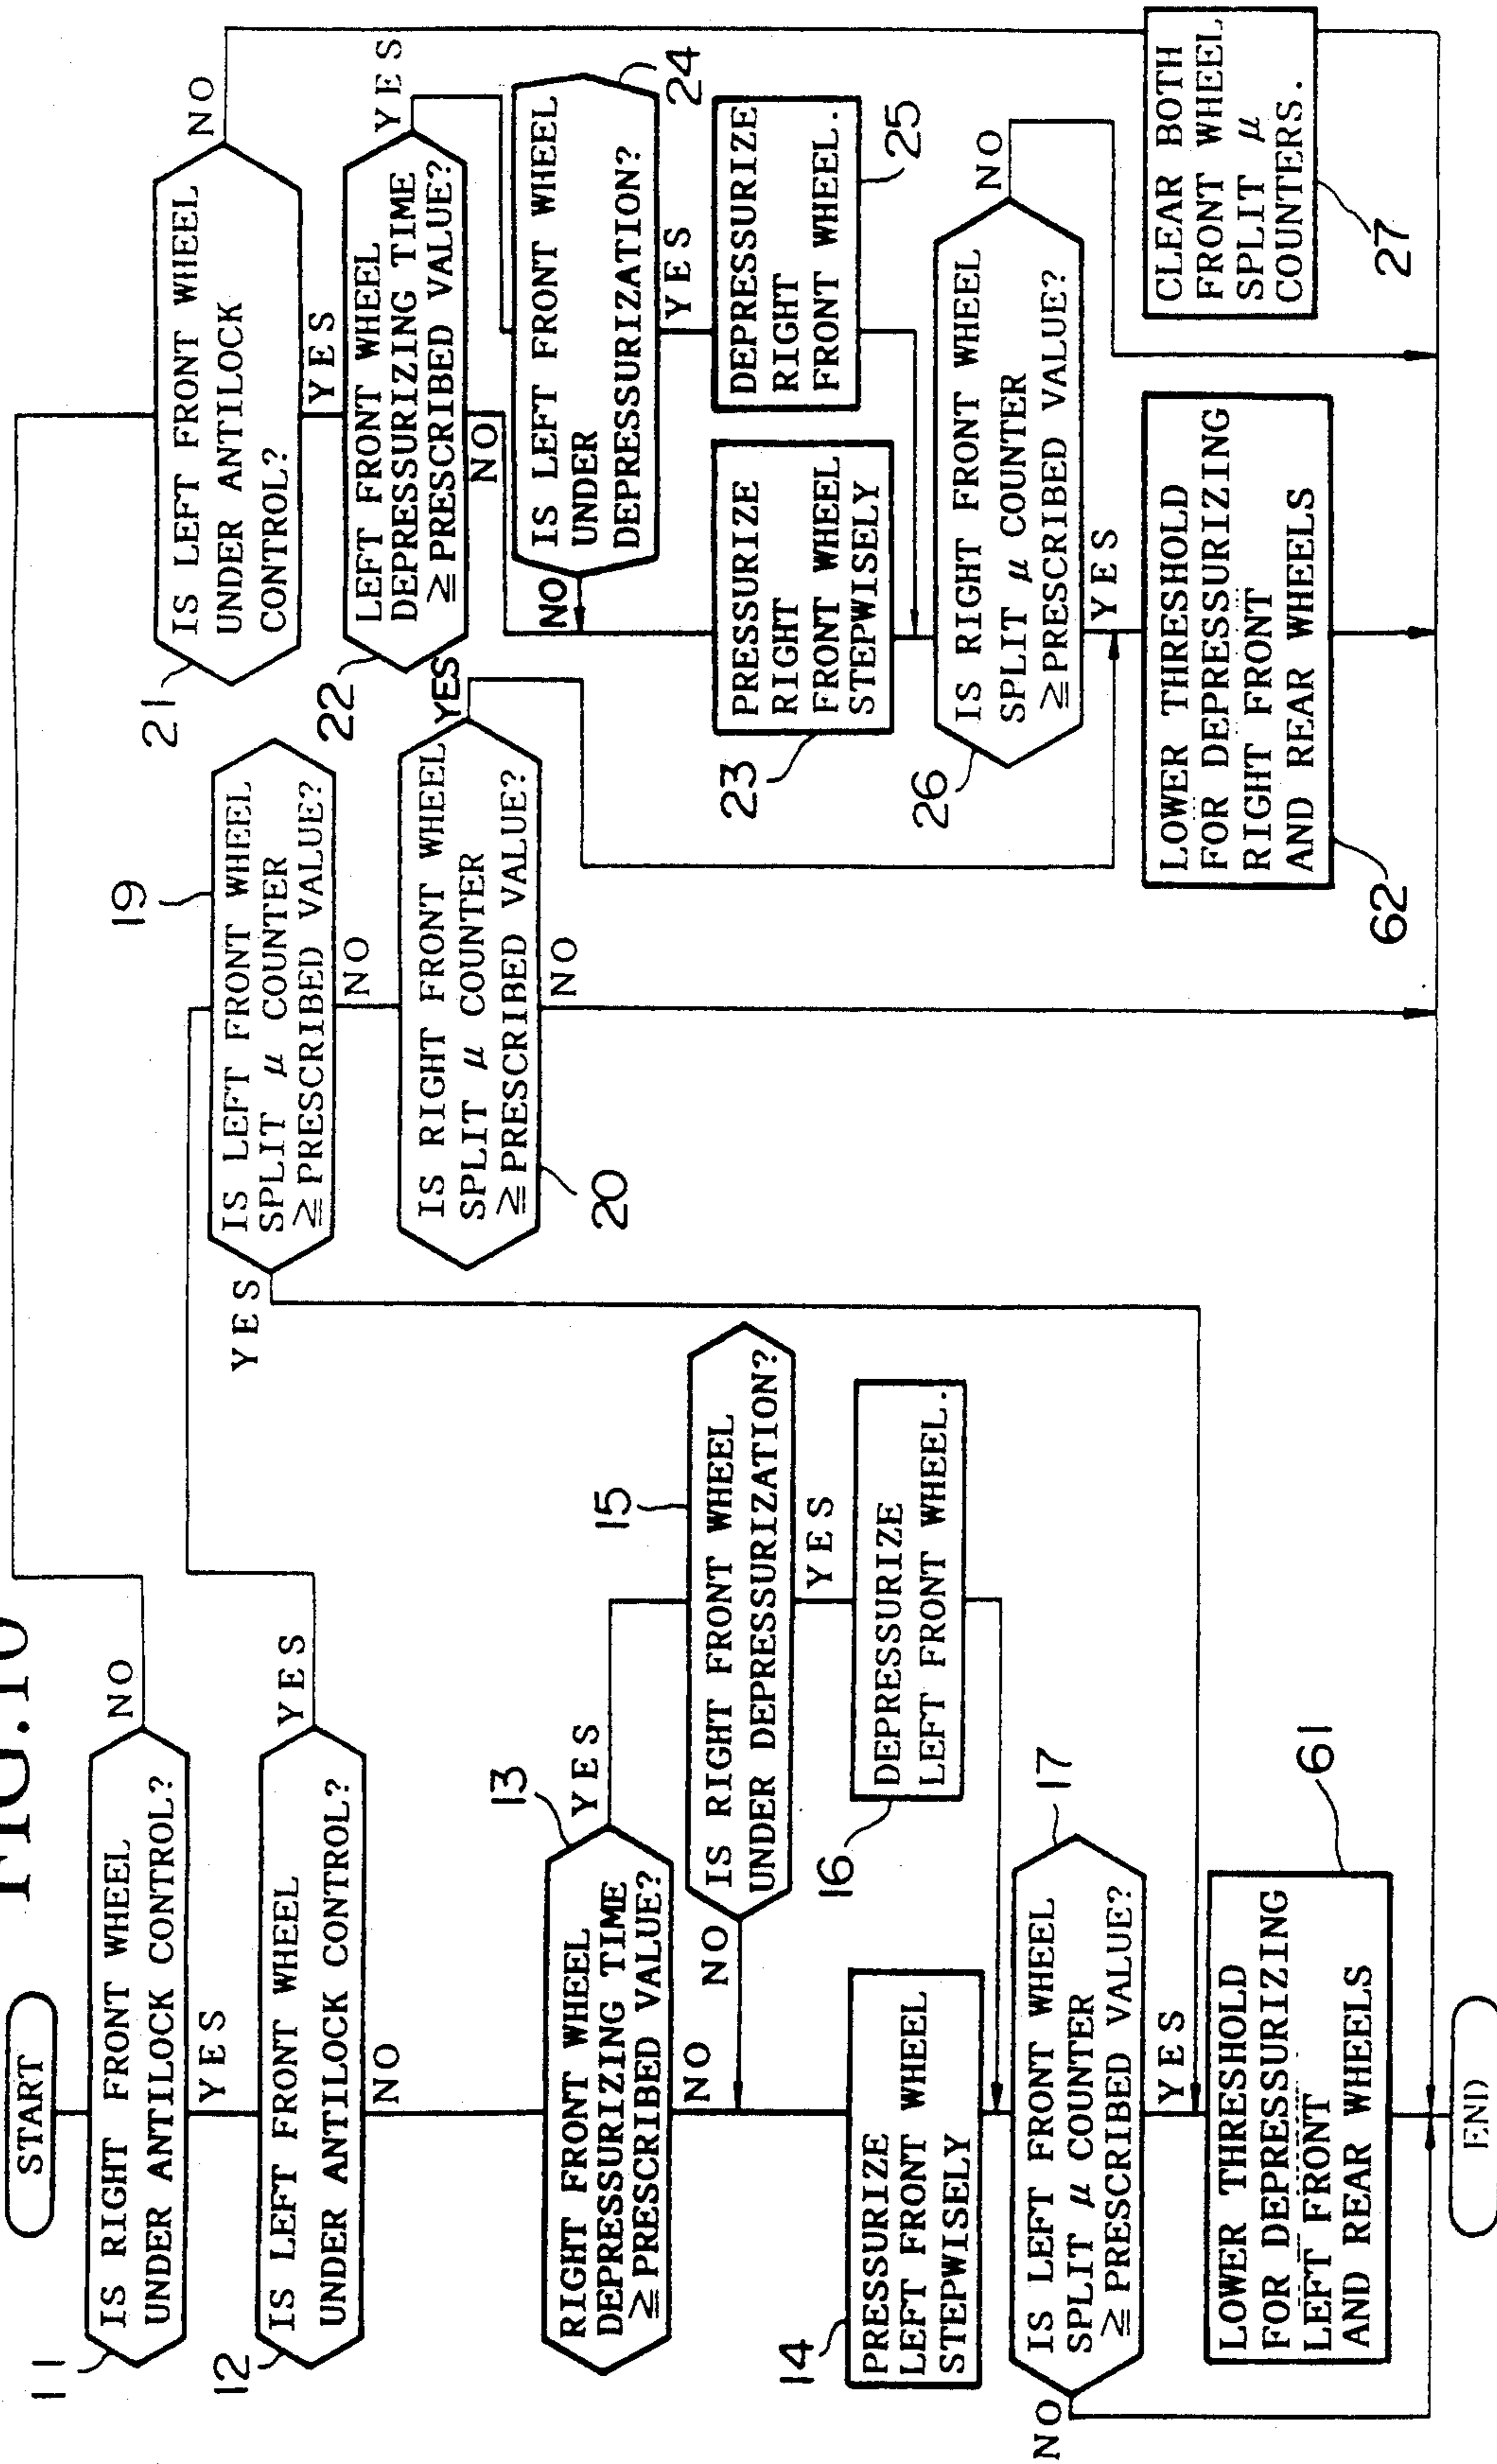 FIG.10
START
11
IS RIGHT FRONT WHEEL
UNDER ANTILOCK CONTROL?
NO
YES
12
IS LEFT FRONT WHEEL
UNDER ANTILOCK CONTROL?
YES
NO
13
RIGHT FRONT WHEEL
DEPRESSURIZING TIME
≧PRESCRIBED VALUE?
YES
NO
15
IS RIGHT FRONT WHEEL
UNDER DEPRESSURIZATION?
NO
YES
14
PRESSURIZE
LEFT FRONT WHEEL
STEPWISELY
16
DEPRESSURIZE
LEFT FRONT WHEEL.
17
IS LEFT FRONT WHEEL
SPLIT μ COUNTER
≧PRESCRIBED VALUE?
NO
YES
61
LOWER THRESHOLD
FOR DEPRESSURIZING
LEFT FRONT
AND REAR WHEELS
END
19
IS LEFT FRONT WHEEL
SPLIT μ COUNTER
≧PRESCRIBED VALUE?
YES
NO
20
IS RIGHT FRONT WHEEL
SPLIT μ COUNTER
≧PRESCRIBED VALUE?
YES
NO
21
IS LEFT FRONT WHEEL
UNDER ANTILOCK
CONTROL?
NO
YES
22
LEFT FRONT WHEEL
DEPRESSURIZING TIME
≧PRESCRIBED VALUE?
YES
NO
24
IS LEFT FRONT WHEEL
UNDER
DEPRESSURIZATION?
NO
YES
23
PRESSURIZE
RIGHT
FRONT WHEEL
STEPWISELY
25
DEPRESSURIZE
RIGHT
FRONT WHEEL.
26
IS RIGHT FRONT WHEEL
SPLIT μ COUNTER
≧PRESCRIBED VALUE?
NO
YES
62
LOWER THRESHOLD
FOR DEPRESSURIZING
RIGHT FRONT
AND REAR WHEELS
27
CLEAR BOTH
FRONT WHEEL
SPLIT μ
COUNTERS.